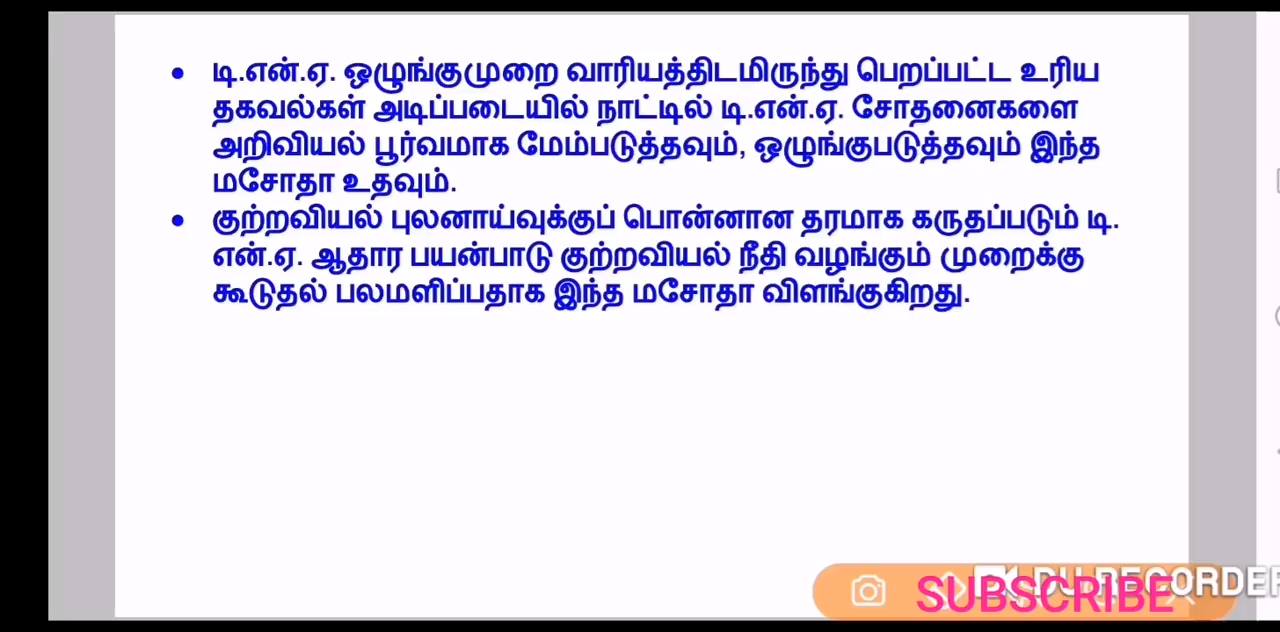 • டி.என்.ஏ. ஒழுங்குமுறை வாரியத்திடமிருந்து பெறப்பட்ட உரிய
தகவல்கள் அடிப்படையில் நாட்டில் டி.என்.ஏ. சோதனைகளை
அறிவியல் பூர்வமாக மேம்படுத்தவும், ஒழுங்குபடுத்தவும் இந்த
மசோதா உதவும்.
• குற்றவியல் புலனாய்வுக்குப் பொன்னான தரமாக கருதப்படும் டி.
என்.ஏ. ஆதார பயன்பாடு குற்றவியல் நீதி வழங்கும் முறைக்கு
கூடுதல் பலமளிப்பதாக இந்த மசோதா விளங்குகிறது.
DU RECORDER
SUBSCRIBE